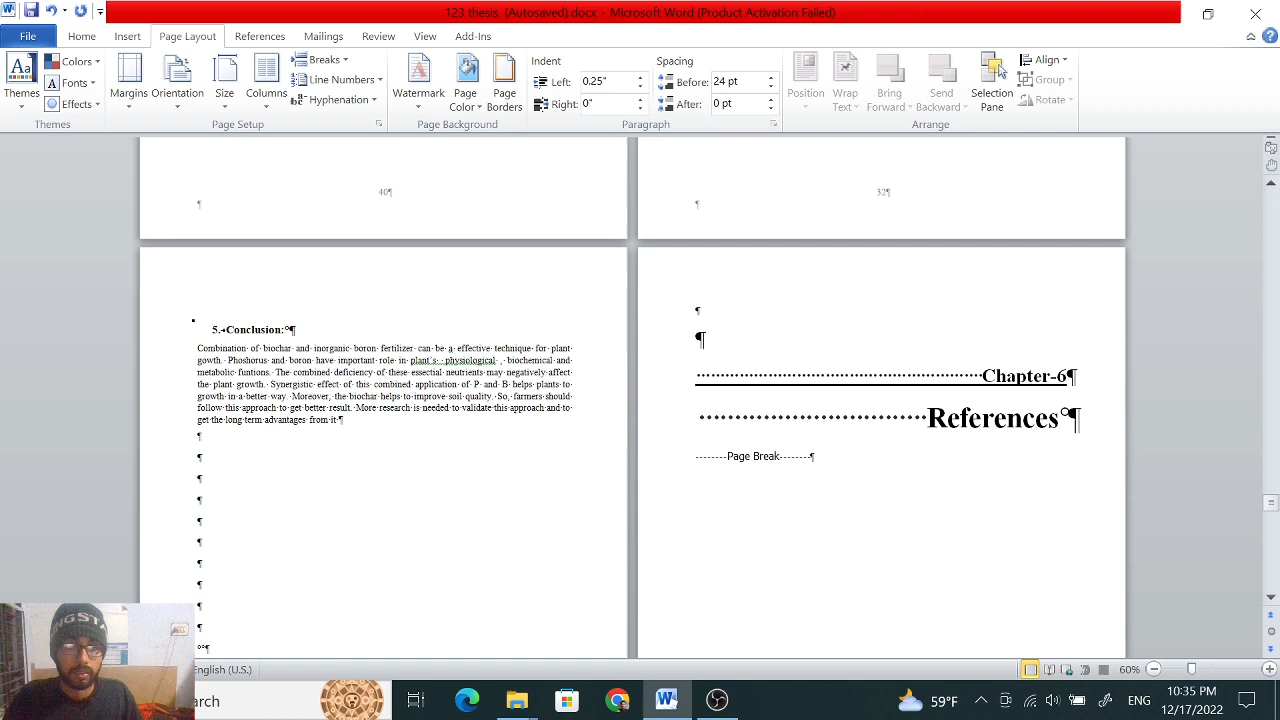 123 thesis (Autosaved).docx - Microsoft Word (Product Activation Failed)
File Home Insert Page Layout References Mailings Review View Add-Ins
Themes
Colors
Fonts
Effects
Themes
Margins
Orientation
Size
Columns
Breaks
Line Numbers
Hyphenation
Page Setup
Watermark
Page Color
Page Borders
Page Background
Indent
Left: 0.25"
Right: 0"
Spacing
Before: 24 pt
After: 0 pt
Paragraph
Position
Wrap Text
Bring Forward
Send Backward
Selection Pane
Align
Group
Rotate
Arrange
40¶
¶
32¶
¶
5. Conclusion:¶
Combination of biochar and inorganic boron fertilizer can be a effective technique for plant
gowth. Phoshorus and boron have important role in plant's : physiological , biochemical and
metabolic funtions. The combined deficiency of these essectial neutrients may negatively affect
the plant growth. Synergistic effect of this combined application of P and B helps plants to
growth in a better way. Moreover, the biochar helps to improve soil quality. So, farmers should
follow this approach to get better result. More research is needed to validate this approach and to
get the long term advantages from it ¶
¶
¶
¶
¶
¶
¶
¶
¶
¶
¶
¶
¶
¶
Chapter-6¶
References¶
Page Break¶
English (U.S.)
60%
arch
59°F
ENG
10:35 PM
12/17/2022